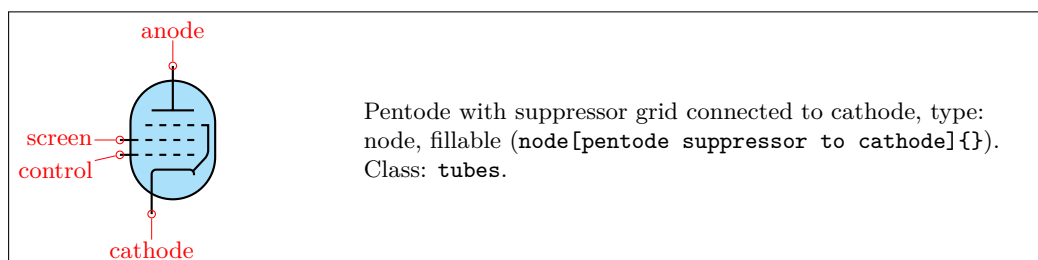 anode
screen
control
cathode
Pentode with suppressor grid connected to cathode, type:
node, fillable (node[pentode suppressor to cathode]{}).
Class: tubes.